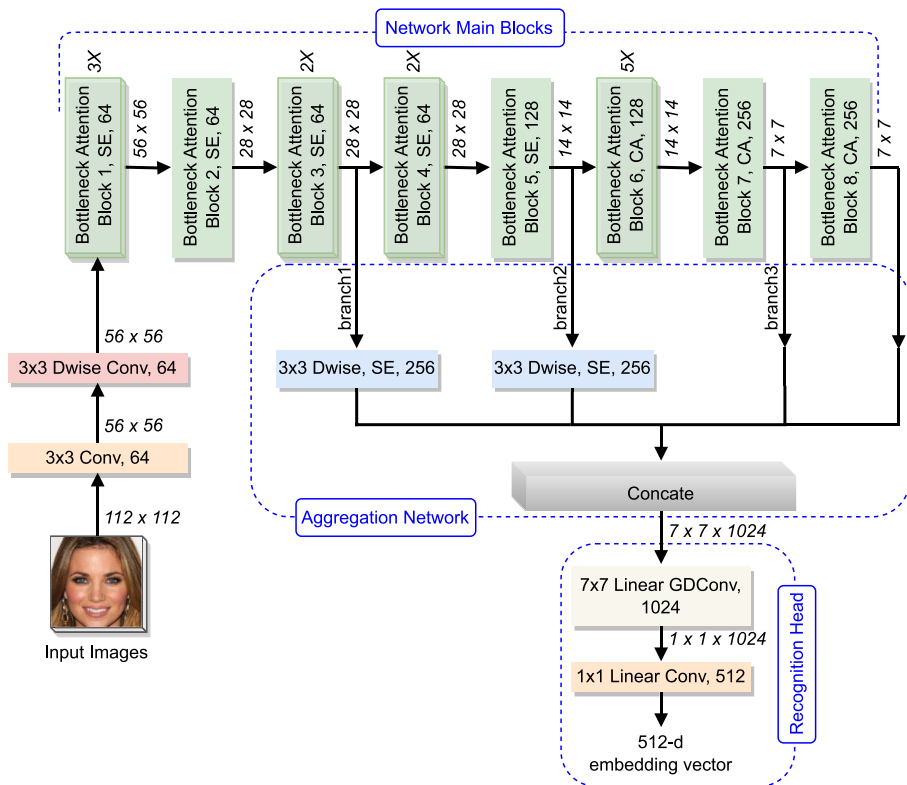 Network Main Blocks
3X
2X
2X
5X
Bottleneck Attention
Block 1, SE, 64
56 x 56
Bottleneck Attention
Block 2, SE, 64
28 x 28
Bottleneck Attention
Block 3, SE, 64
28 x 28
Bottleneck Attention
Block 4, SE, 64
28 x 28
Bottleneck Attention
Block 5, SE, 128
14 x 14
Bottleneck Attention
Block 6, CA, 128
14 x 14
Bottleneck Attention
Block 7, CA, 256
7 x 7
Bottleneck Attention
Block 8, CA, 256
7 x 7
branch1
branch2
branch3
56 x 56
3x3 Dwise Conv, 64
56 x 56
3x3 Conv, 64
112 x 112
Input Images
3x3 Dwise, SE, 256
3x3 Dwise, SE, 256
Concate
Aggregation Network
7 x 7 x 1024
7x7 Linear GDConv,
1024
1 x 1 x 1024
1x1 Linear Conv, 512
512-d
embedding vector
Recognition Head